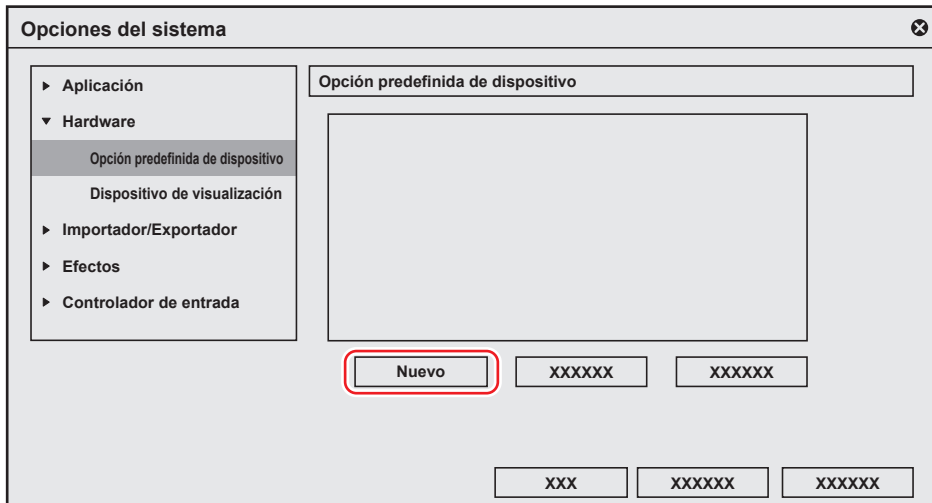 Opciones del sistema
Aplicación
Hardware
Opción predefinida de dispositivo
Dispositivo de visualización
Importador/Exportador
Efectos
Controlador de entrada
Opción predefinida de dispositivo
Nuevo XXXXXX XXXXXX
XXX XXXXXX XXXXXX